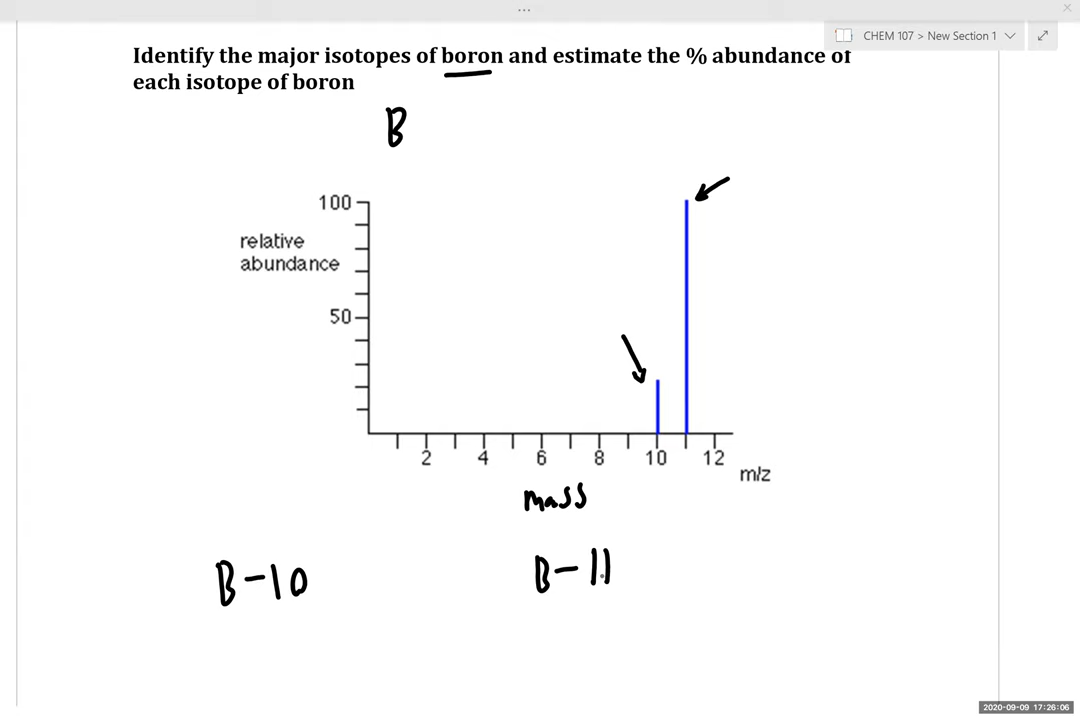 ...
CHEM 107 > New Section 1
Identify the major isotopes of boron and estimate the % abundance of
each isotope of boron
B
100
relative
abundance
50
2 4 6 8 10 12
m/z
mass
B-10 B-11
2020-09-09 17:26:06